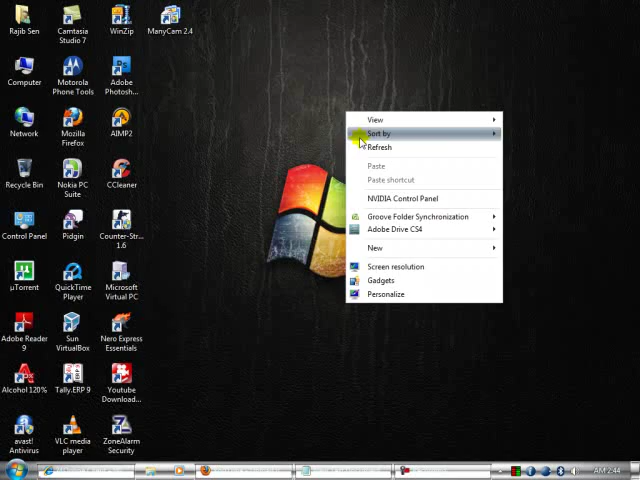 Rajib Sen
Camtasia
Studio 7
WinZip
ManyCam 2.4
Computer
Motorola
Phone Tools
Adobe
Photosh...
Network
Mozilla
Firefox
AIMP2
Recycle Bin
Nokia PC
Suite
CCleaner
Control Panel
Pidgin
Counter-Str...
1.6
µTorrent
QuickTime
Player
Microsoft
Virtual PC
Adobe Reader
9
Sun
VirtualBox
Nero Express
Essentials
Alcohol 120%
Tally.ERP 9
Youtube
Download...
avast!
Antivirus
VLC media
player
ZoneAlarm
Security
View
Sort by
Refresh
Paste
Paste shortcut
NVIDIA Control Panel
Groove Folder Synchronization
Adobe Drive CS4
New
Screen resolution
Gadgets
Personalize
AM 2:44